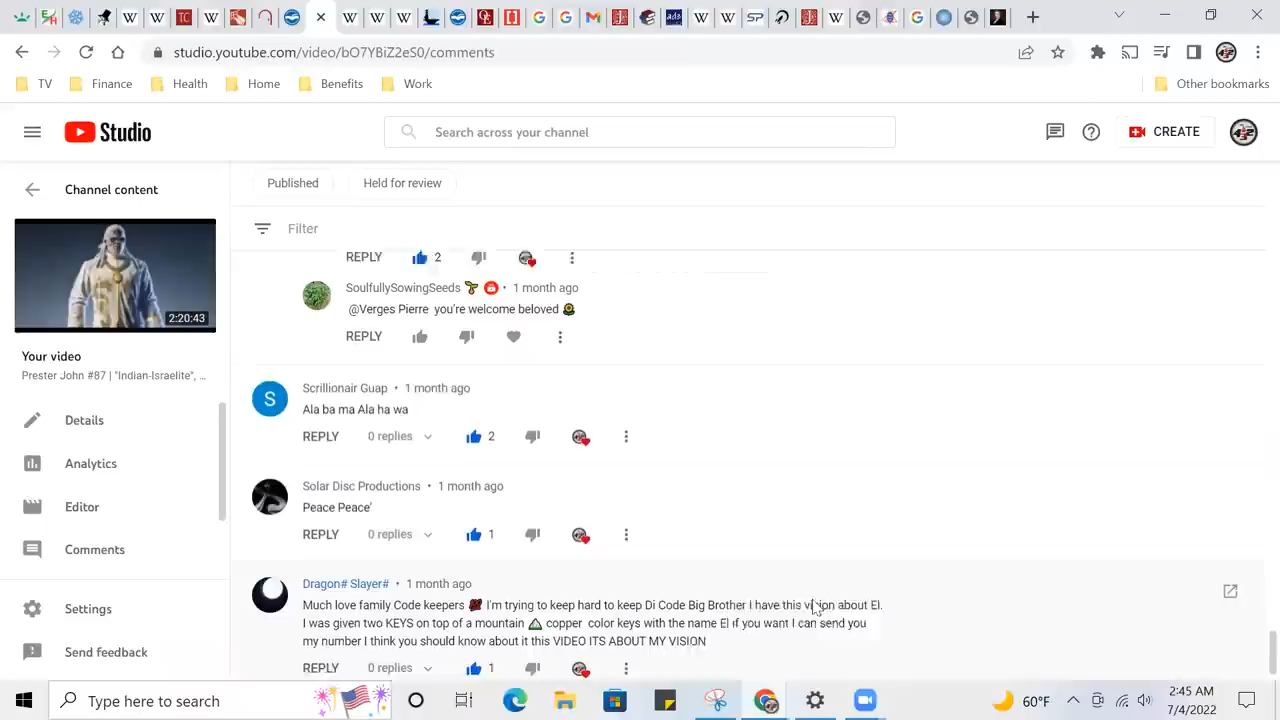 studio.youtube.com/video/bO7YBiZ2eS0/comments
TV Finance Health Home Benefits Work Other bookmarks
Studio Search across your channel CREATE
Channel content
2:20:43
Your video
Prester John #87 | "Indian-Israelite", ...
Details
Analytics
Editor
Comments
Settings
Send feedback
Published Held for review
Filter
REPLY 2
SoulfullySowingSeeds • 1 month ago
@Verges Pierre you're welcome beloved
REPLY
S Scrillionair Guap • 1 month ago
Ala ba ma Ala ha wa
REPLY 0 replies 2
Solar Disc Productions • 1 month ago
Peace Peace'
REPLY 0 replies 1
Dragon# Slayer# • 1 month ago
Much love family Code keepers I'm trying to keep hard to keep Di Code Big Brother I have this vision about El.
I was given two KEYS on top of a mountain copper color keys with the name El if you want I can send you
my number I think you should know about it this VIDEO ITS ABOUT MY VISION
REPLY 0 replies 1
Type here to search 60°F 2:45 AM
7/4/2022